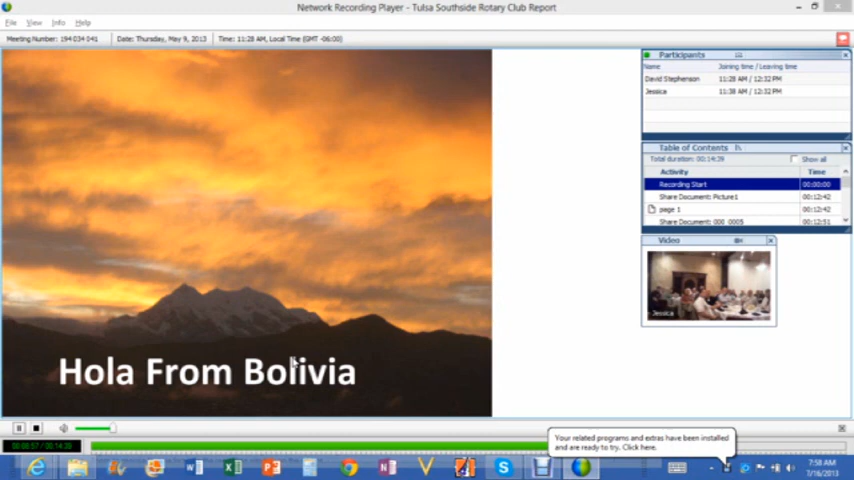 Network Recording Player - Tulsa Southside Rotary Club Report
File View Info Help
Meeting Number: 194 034 041 Date: Thursday, May 9, 2013 Time: 11:28 AM, Local Time (GMT -06:00)
Hola From Bolivia
Participants
Name Joining time / Leaving time
David Stephenson 11:28 AM / 12:32 PM
Jessica 11:38 AM / 12:32 PM
Table of Contents
Total duration: 00:14:39 Show all
Activity Time
Recording Start 00:00:00
Share Document: Picture1 00:12:42
page 1 00:12:42
Share Document: 000_0005 00:12:51
Video
Jessica
Your related programs and extras have been installed
and are ready to try. Click here.
7:58 AM
7/16/2013